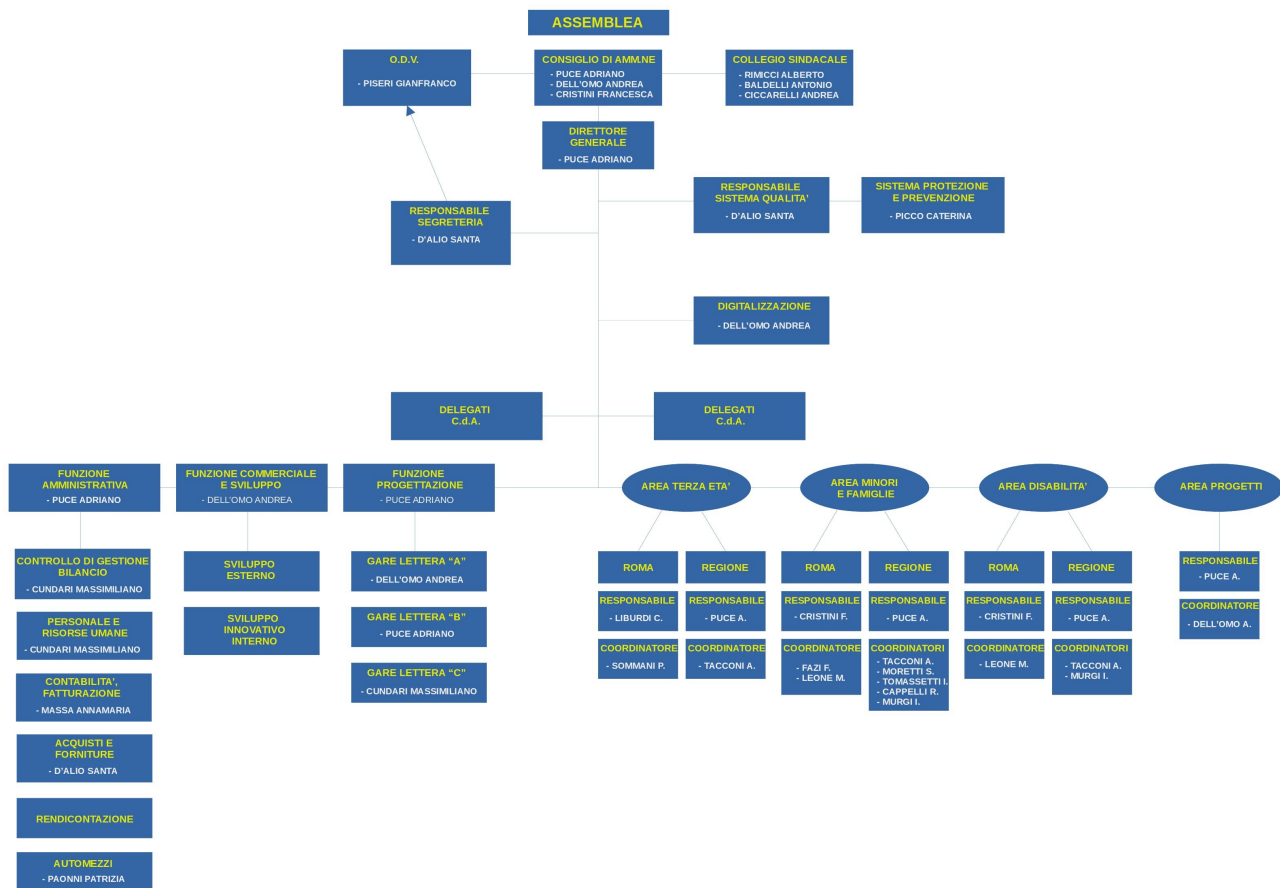 ASSEMBLEA
O.D.V.
- PISERI GIANFRANCO
CONSIGLIO DI AMM.NE
- PUCE ADRIANO
- DELL'OMO ANDREA
- CRISTINI FRANCESCA
COLLEGIO SINDACALE
- RIMICCI ALBERTO
- BALDELLI ANTONIO
- CICCARELLI ANDREA
DIRETTORE
GENERALE
- PUCE ADRIANO
RESPONSABILE
SEGRETERIA
- D'ALIO SANTA
RESPONSABILE
SISTEMA QUALITA'
- D'ALIO SANTA
SISTEMA PROTEZIONE
E PREVENZIONE
- PICCO CATERINA
DIGITALIZZAZIONE
- DELL'OMO ANDREA
DELEGATI
C.d.A.
DELEGATI
C.d.A.
FUNZIONE
AMMINISTRATIVA
- PUCE ADRIANO
FUNZIONE COMMERCIALE
E SVILUPPO
- DELL'OMO ANDREA
FUNZIONE
PROGETTAZIONE
- PUCE ADRIANO
AREA TERZA ETA'
AREA MINORI
E FAMIGLIE
AREA DISABILITA'
AREA PROGETTI
CONTROLLO DI GESTIONE
BILANCIO
- CUNDARI MASSIMILIANO
PERSONALE E
RISORSE UMANE
- CUNDARI MASSIMILIANO
CONTABILITA',
FATTURAZIONE
- MASSA ANNAMARIA
ACQUISTI E
FORNITURE
- D'ALIO SANTA
RENDICONTAZIONE
AUTOMEZZI
- PAONNI PATRIZIA
SVILUPPO
ESTERNO
SVILUPPO
INNOVATIVO
INTERNO
GARE LETTERA “A”
- DELL'OMO ANDREA
GARE LETTERA “B”
- PUCE ADRIANO
GARE LETTERA “C”
- CUNDARI MASSIMILIANO
ROMA
RESPONSABILE
- LIBURDI C.
COORDINATORE
- SOMMANI P.
REGIONE
RESPONSABILE
- PUCE A.
COORDINATORE
- TACCONI A.
ROMA
RESPONSABILE
- CRISTINI F.
COORDINATORE
- FAZI F.
- LEONE M.
REGIONE
RESPONSABILE
- PUCE A.
COORDINATORI
- TACCONI A.
- MORETTI S.
- TOMASSETTI I.
- CAPPELLI R.
- MURGI I.
ROMA
RESPONSABILE
- CRISTINI F.
COORDINATORE
- LEONE M.
REGIONE
RESPONSABILE
- PUCE A.
COORDINATORI
- TACCONI A.
- MURGI I.
RESPONSABILE
- PUCE A.
COORDINATORE
- DELL'OMO A.